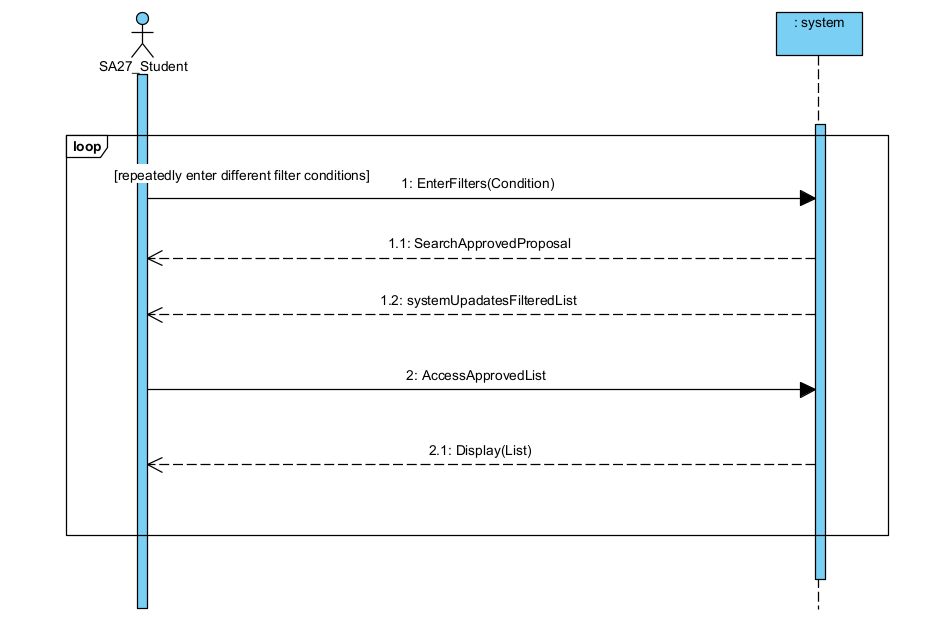 SA27_Student
: system
loop
[repeatedly enter different filter conditions]
1: EnterFilters(Condition)
1.1: SearchApprovedProposal
1.2: systemUpadatesFilteredList
2: AccessApprovedList
2.1: Display(List)